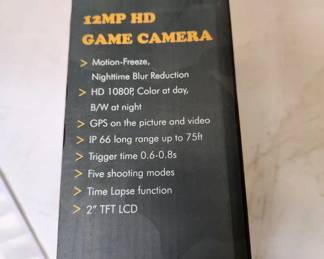 12MP HD
GAME CAMERA
> Motion-Freeze,
Nighttime Blur Reduction
> HD 1080P, Color at day,
B/W at night
> GPS on the picture and video
> IP 66 long range up to 75ft
> Trigger time 0.6-0.8s
> Five shooting modes
> Time Lapse function
> 2" TFT LCD